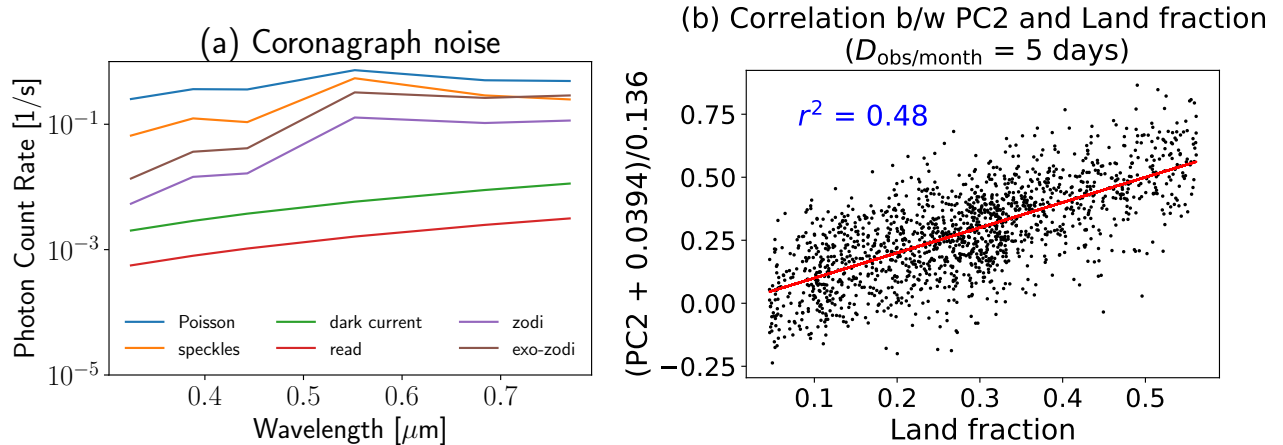 (a) Coronagraph noise
Photon Count Rate [1/s]
10⁻¹
10⁻³
10⁻⁵
Poisson
speckles
dark current
read
zodi
exo-zodi
0.4 0.5 0.6 0.7
Wavelength [μm]
(b) Correlation b/w PC2 and Land fraction
(D_obs/month = 5 days)
(PC2 + 0.0394)/0.136
r² = 0.48
0.75
0.50
0.25
0.00
−0.25
0.1 0.2 0.3 0.4 0.5
Land fraction